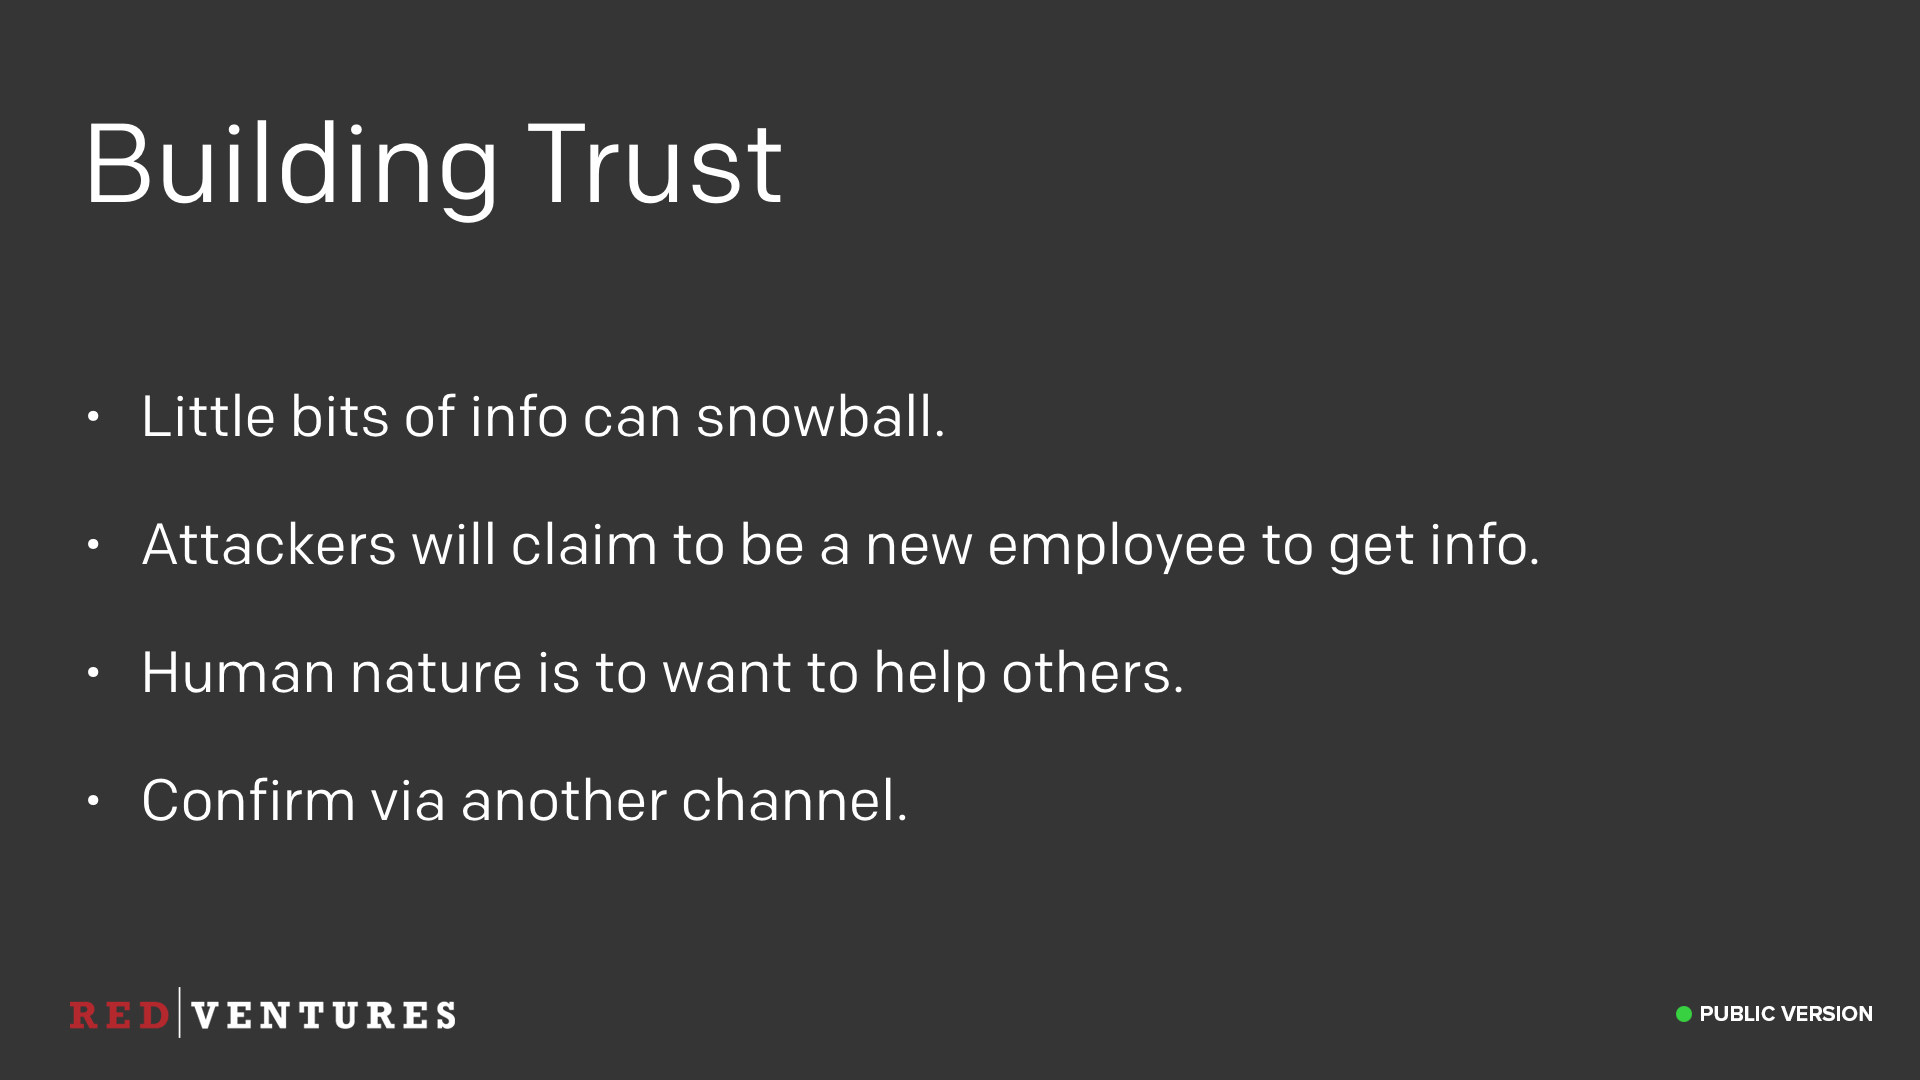 Building Trust
• Little bits of info can snowball.
• Attackers will claim to be a new employee to get info.
• Human nature is to want to help others.
• Confirm via another channel.
RED|VENTURES
PUBLIC VERSION